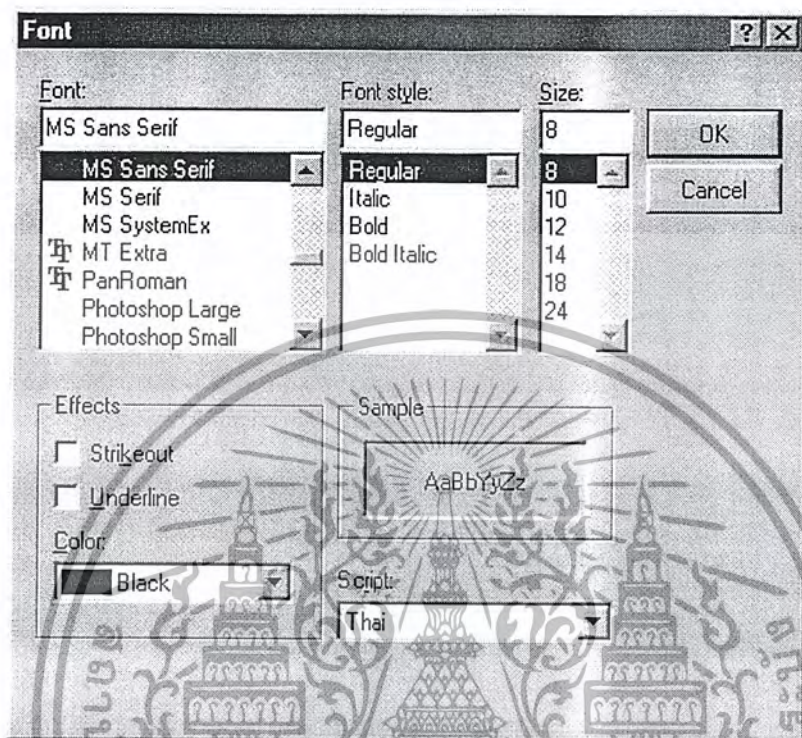 Font
Font:
Font style:
Size:
MS Sans Serif
Regular
8
OK
MS Sans Serif
MS Serif
MS SystemEx
MT Extra
PanRoman
Photoshop Large
Photoshop Small
Regular
Italic
Bold
Bold Italic
8
10
12
14
18
24
Cancel
Effects
Strikeout
Underline
Color:
Black
Sample
AaBbYyZz
Script:
Thai